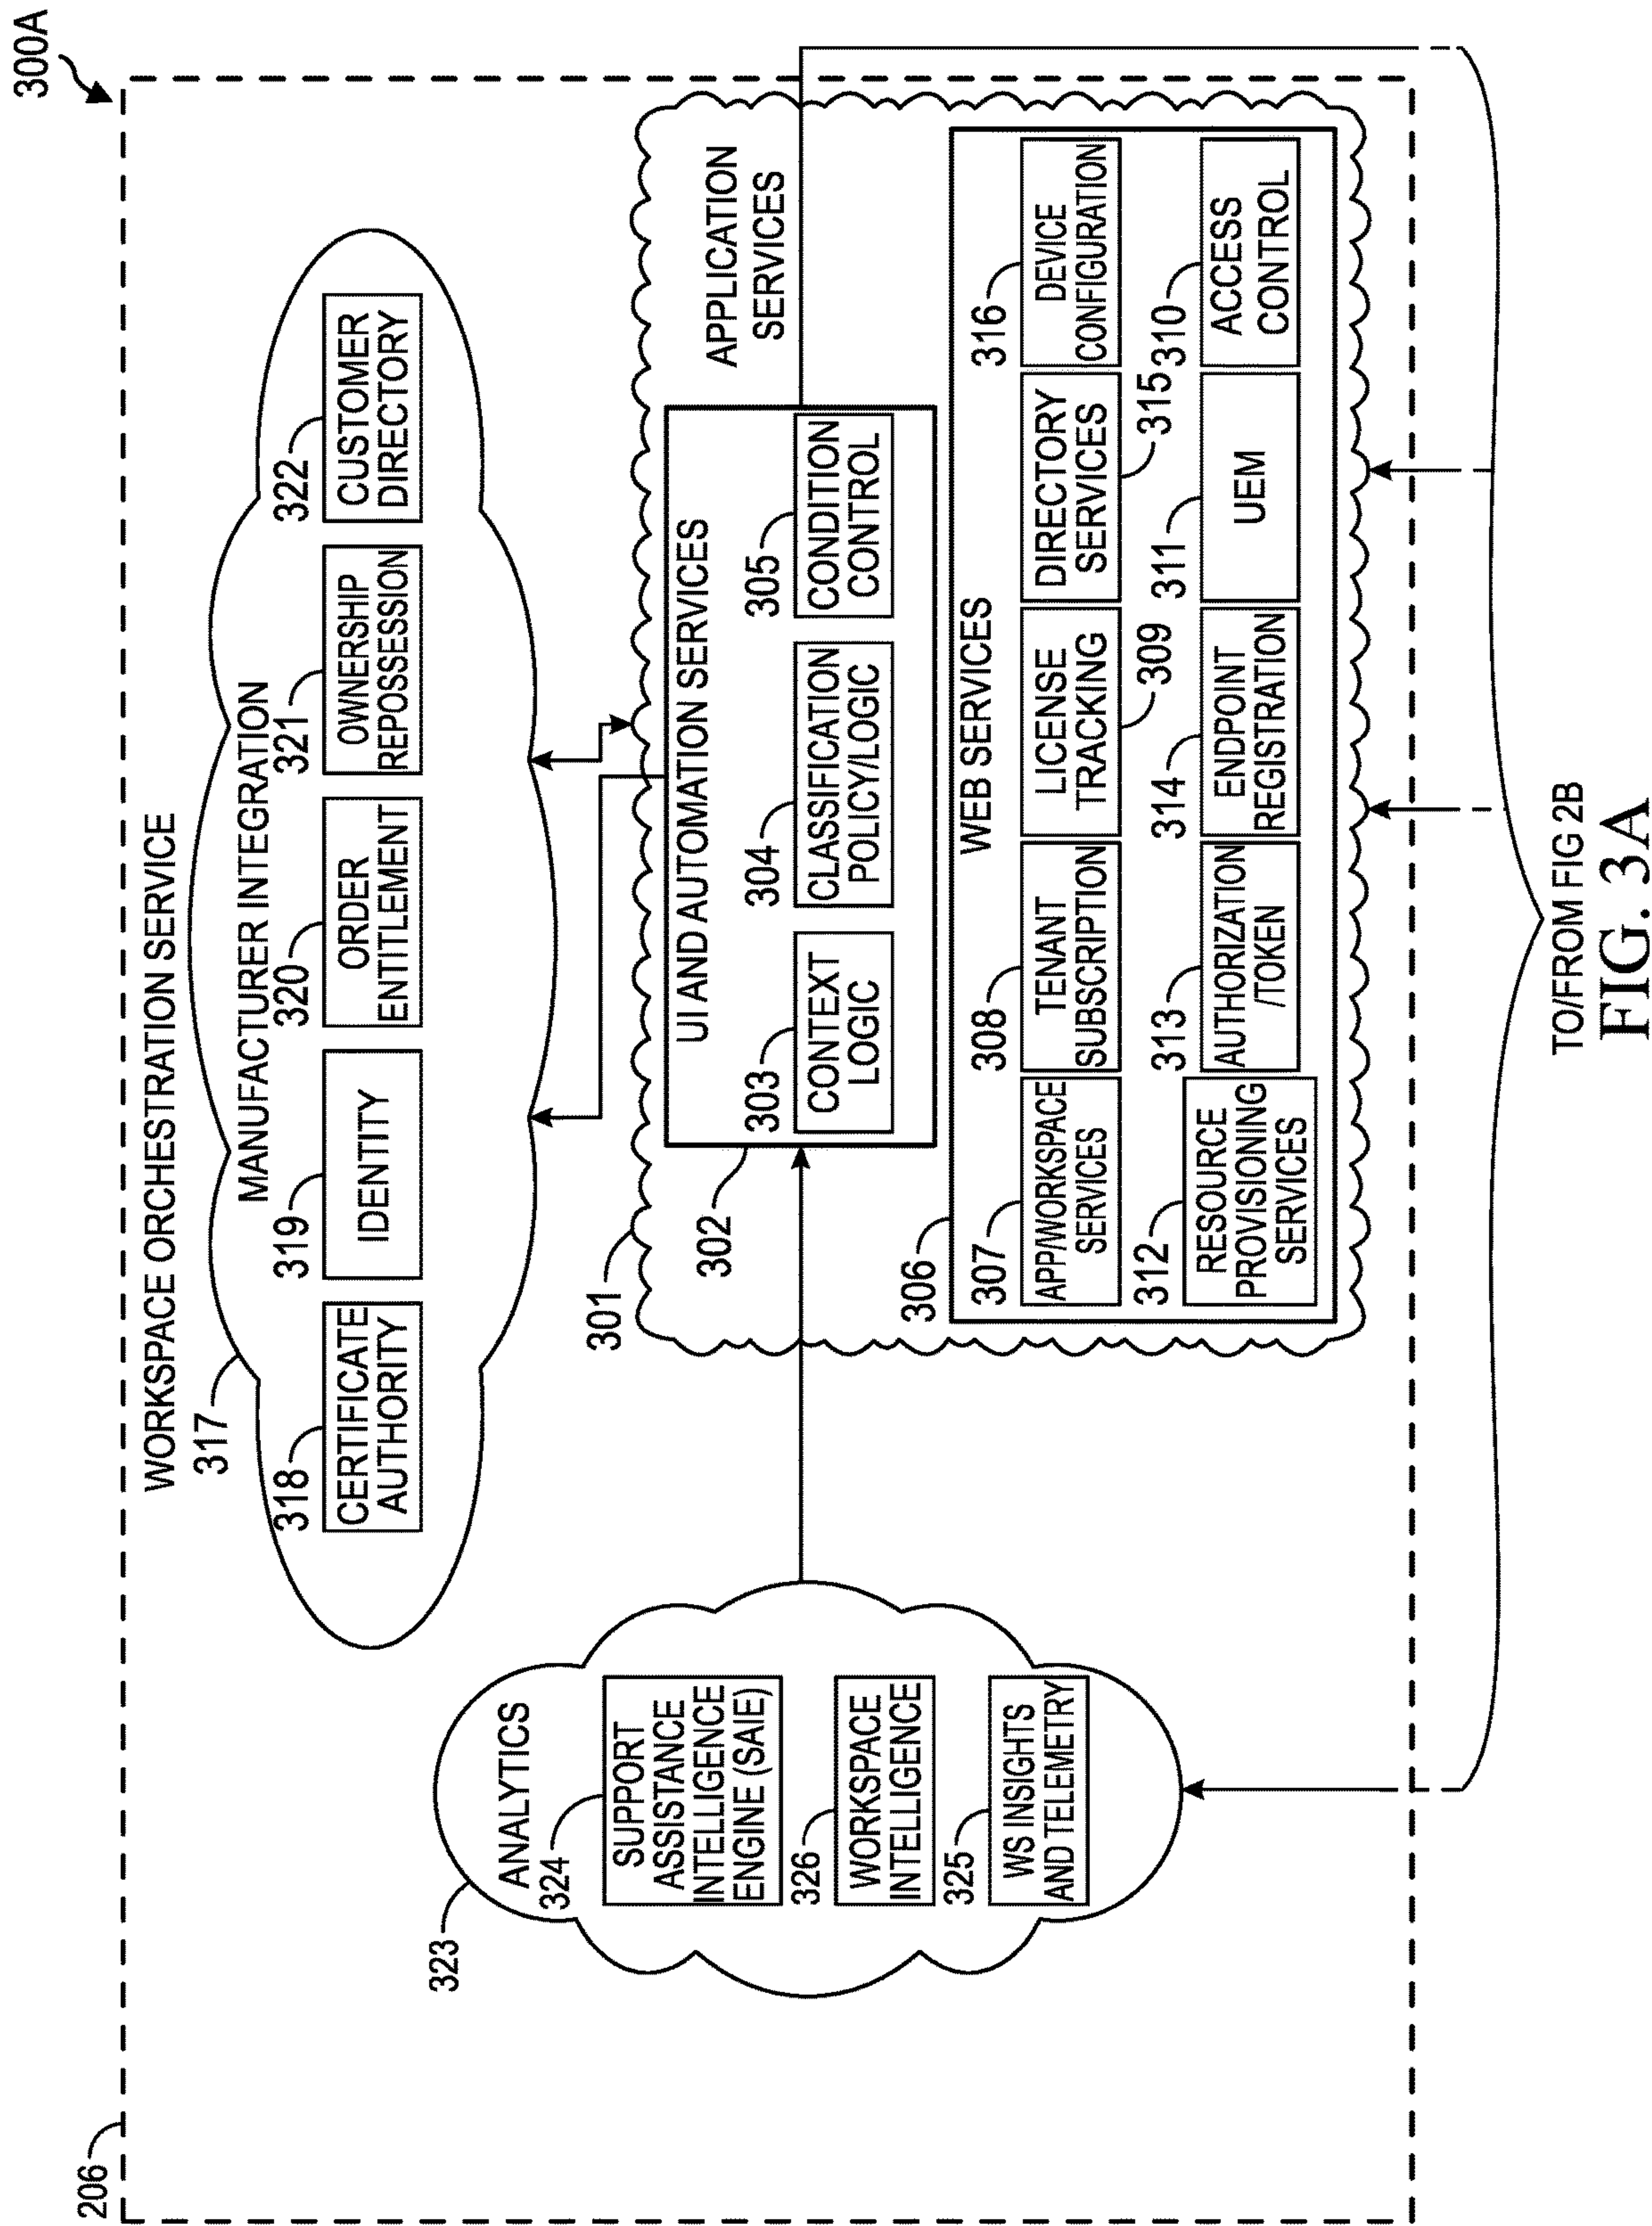 300A
206
WORKSPACE ORCHESTRATION SERVICE
317
MANUFACTURER INTEGRATION
318
CERTIFICATE
AUTHORITY
319
IDENTITY
320
ORDER
ENTITLEMENT
321
OWNERSHIP
REPOSSESSION
322
CUSTOMER
DIRECTORY
323
ANALYTICS
324
SUPPORT
ASSISTANCE
INTELLIGENCE
ENGINE (SAIE)
326
WORKSPACE
INTELLIGENCE
325
WS INSIGHTS
AND TELEMETRY
301
APPLICATION
SERVICES
302
UI AND AUTOMATION SERVICES
303
CONTEXT
LOGIC
304
CLASSIFICATION
POLICY/LOGIC
305
CONDITION
CONTROL
306
WEB SERVICES
307
APP/WORKSPACE
SERVICES
308
TENANT
SUBSCRIPTION
LICENSE
TRACKING
309
DIRECTORY
SERVICES
315
316
DEVICE
CONFIGURATION
312
RESOURCE
PROVISIONING
SERVICES
313
AUTHORIZATION
/TOKEN
314
ENDPOINT
REGISTRATION
311
UEM
310
ACCESS
CONTROL
TO/FROM FIG 2B
FIG. 3A